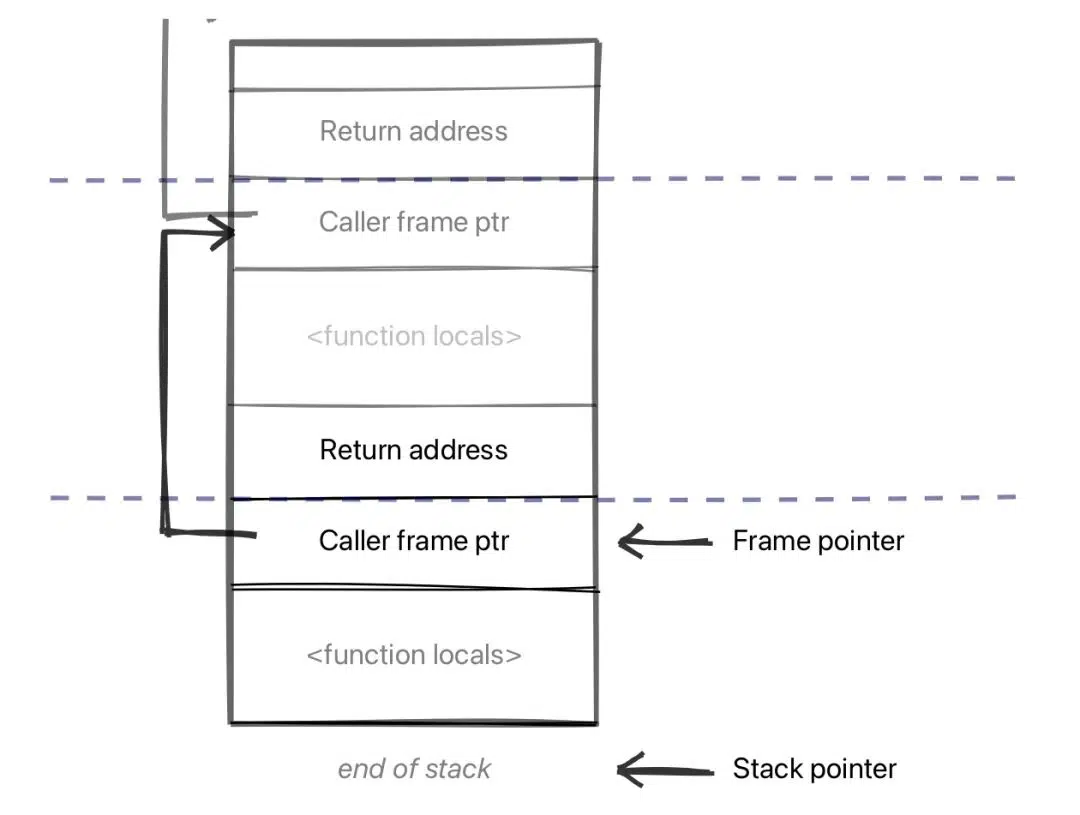 Return address
Caller frame ptr
<function locals>
Return address
Caller frame ptr
Frame pointer
<function locals>
end of stack
Stack pointer